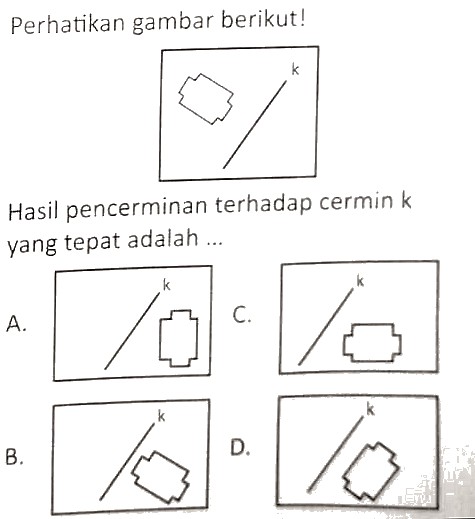 Perhatikan gambar berikut!
k
Hasil pencerminan terhadap cermin k
yang tepat adalah ...
A.
k
C.
k
B.
k
D.
k